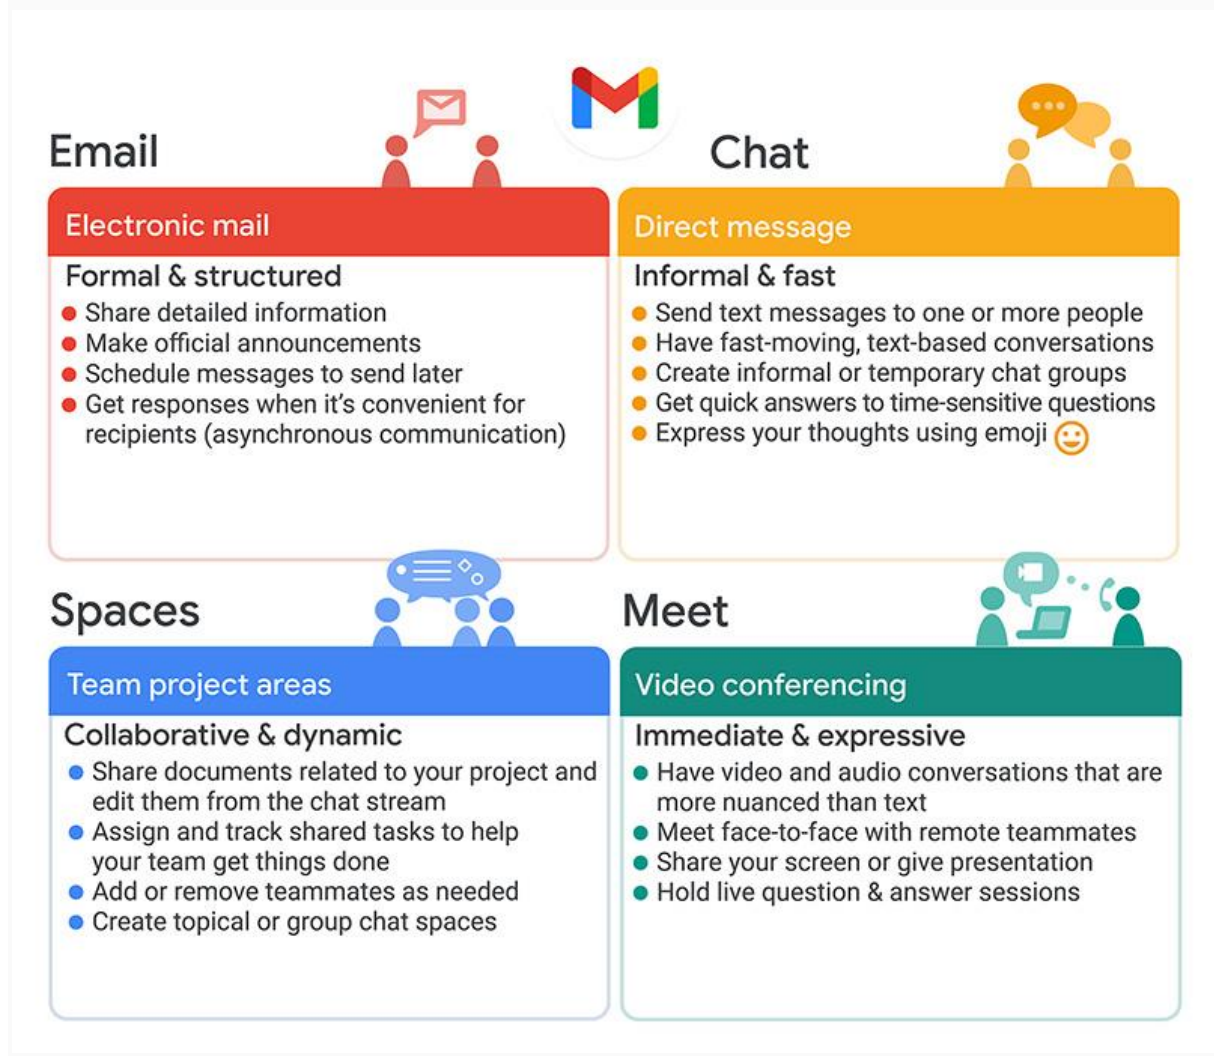 Email
Electronic mail
Formal & structured
Share detailed information
Make official announcements
Schedule messages to send later
Get responses when it's convenient for
recipients (asynchronous communication)
Chat
Direct message
Informal & fast
Send text messages to one or more people
Have fast-moving, text-based conversations
Create informal or temporary chat groups
Get quick answers to time-sensitive questions
Express your thoughts using emoji
Spaces
Team project areas
Collaborative & dynamic
Share documents related to your project and
edit them from the chat stream
Assign and track shared tasks to help
your team get things done
Add or remove teammates as needed
Create topical or group chat spaces
Meet
Video conferencing
Immediate & expressive
Have video and audio conversations that are
more nuanced than text
Meet face-to-face with remote teammates
Share your screen or give presentation
Hold live question & answer sessions